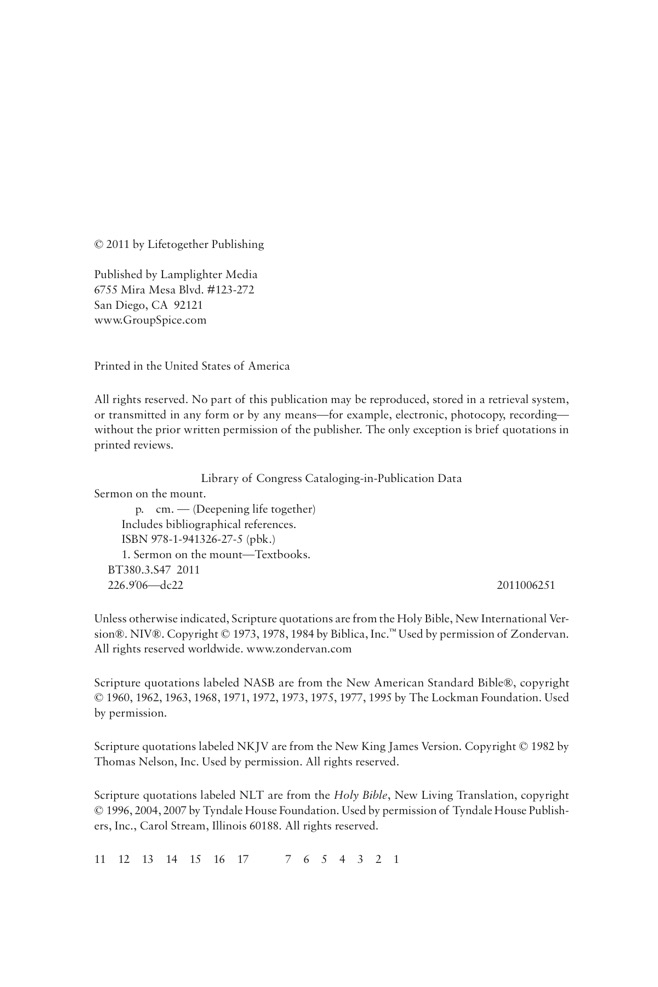 © 2011 by Lifetogether Publishing
Published by Lamplighter Media
6755 Mira Mesa Blvd. #123-272
San Diego, CA  92121
www.GroupSpice.com
Printed in the United States of America
All rights reserved. No part of this publication may be reproduced, stored in a retrieval system,
or transmitted in any form or by any means—for example, electronic, photocopy, recording—
without the prior written permission of the publisher. The only exception is brief quotations in
printed reviews.
Library of Congress Cataloging-in-Publication Data
Sermon on the mount.
p.   cm. — (Deepening life together)
Includes bibliographical references.
ISBN 978-1-941326-27-5 (pbk.)
1. Sermon on the mount—Textbooks.
BT380.3.S47  2011
226.9′06—dc22 2011006251
Unless otherwise indicated, Scripture quotations are from the Holy Bible, New International Ver-
sion®. NIV®. Copyright © 1973, 1978, 1984 by Biblica, Inc.™ Used by permission of Zondervan.
All rights reserved worldwide. www.zondervan.com
Scripture quotations labeled NASB are from the New American Standard Bible®, copyright
© 1960, 1962, 1963, 1968, 1971, 1972, 1973, 1975, 1977, 1995 by The Lockman Foundation. Used
by permission.
Scripture quotations labeled NKJV are from the New King James Version. Copyright © 1982 by
Thomas Nelson, Inc. Used by permission. All rights reserved.
Scripture quotations labeled NLT are from the Holy Bible, New Living Translation, copyright
© 1996, 2004, 2007 by Tyndale House Foundation. Used by permission of Tyndale House Publish-
ers, Inc., Carol Stream, Illinois 60188. All rights reserved.
11 12 13 14 15 16 17 7 6 5 4 3 2 1